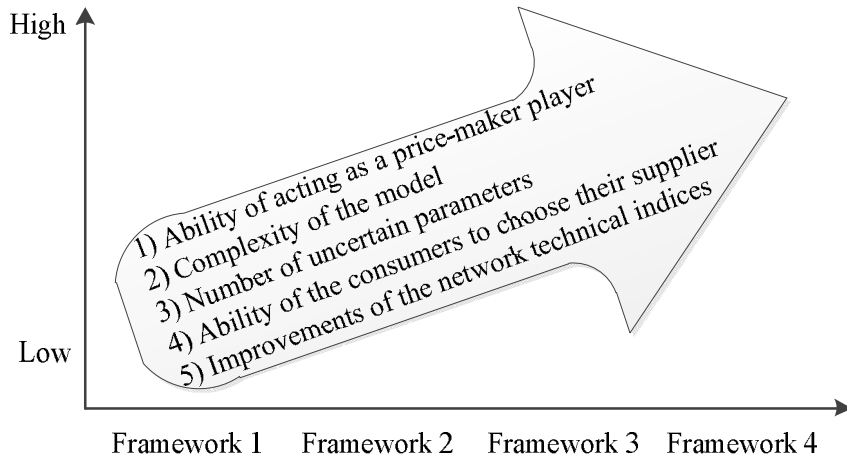 High
1) Ability of acting as a price-maker player
2) Complexity of the model
3) Number of uncertain parameters
4) Ability of the consumers to choose their supplier
5) Improvements of the network technical indices
Low
Framework 1 Framework 2 Framework 3 Framework 4